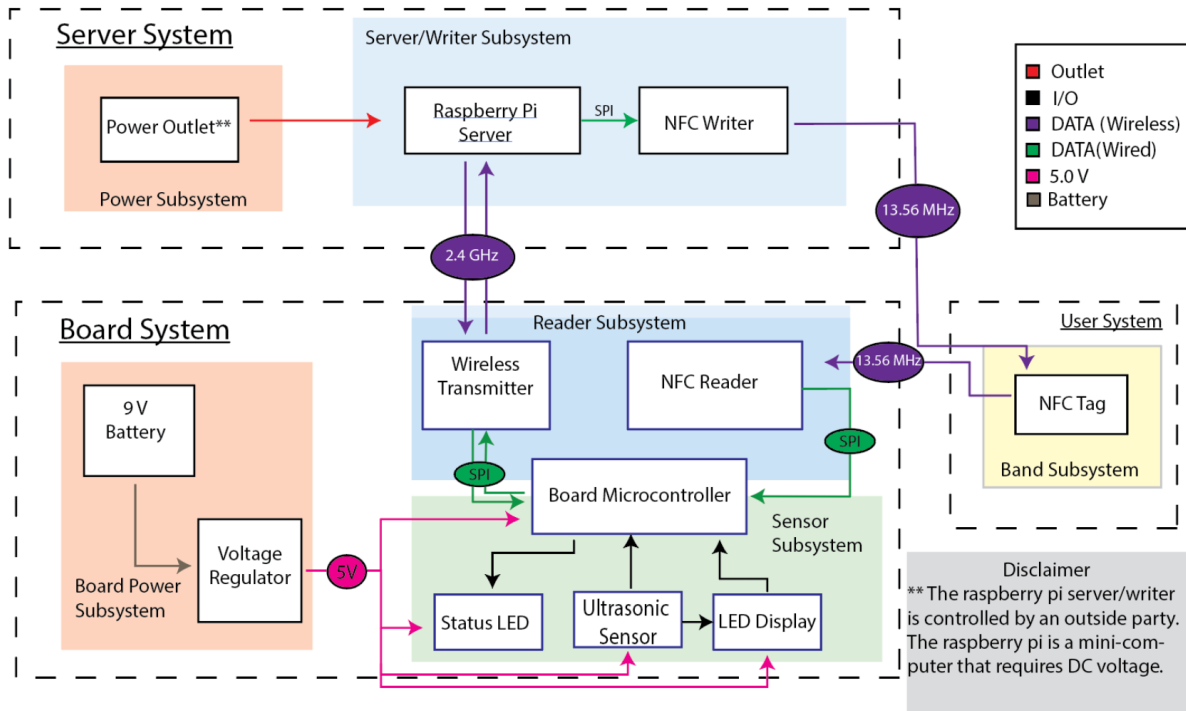 Server System
Server/Writer Subsystem
Power Outlet**
Power Subsystem
Raspberry Pi
Server
SPI
NFC Writer
Outlet
I/O
DATA (Wireless)
DATA(Wired)
5.0 V
Battery
13.56 MHz
2.4 GHz
Board System
Reader Subsystem
Wireless
Transmitter
NFC Reader
13.56 MHz
User System
NFC Tag
Band Subsystem
9 V
Battery
SPI
SPI
Board Microcontroller
Sensor
Subsystem
Voltage
Regulator
5V
Board Power
Subsystem
Status LED
Ultrasonic
Sensor
LED Display
Disclaimer
** The raspberry pi server/writer
is controlled by an outside party.
The raspberry pi is a mini-com-
puter that requires DC voltage.